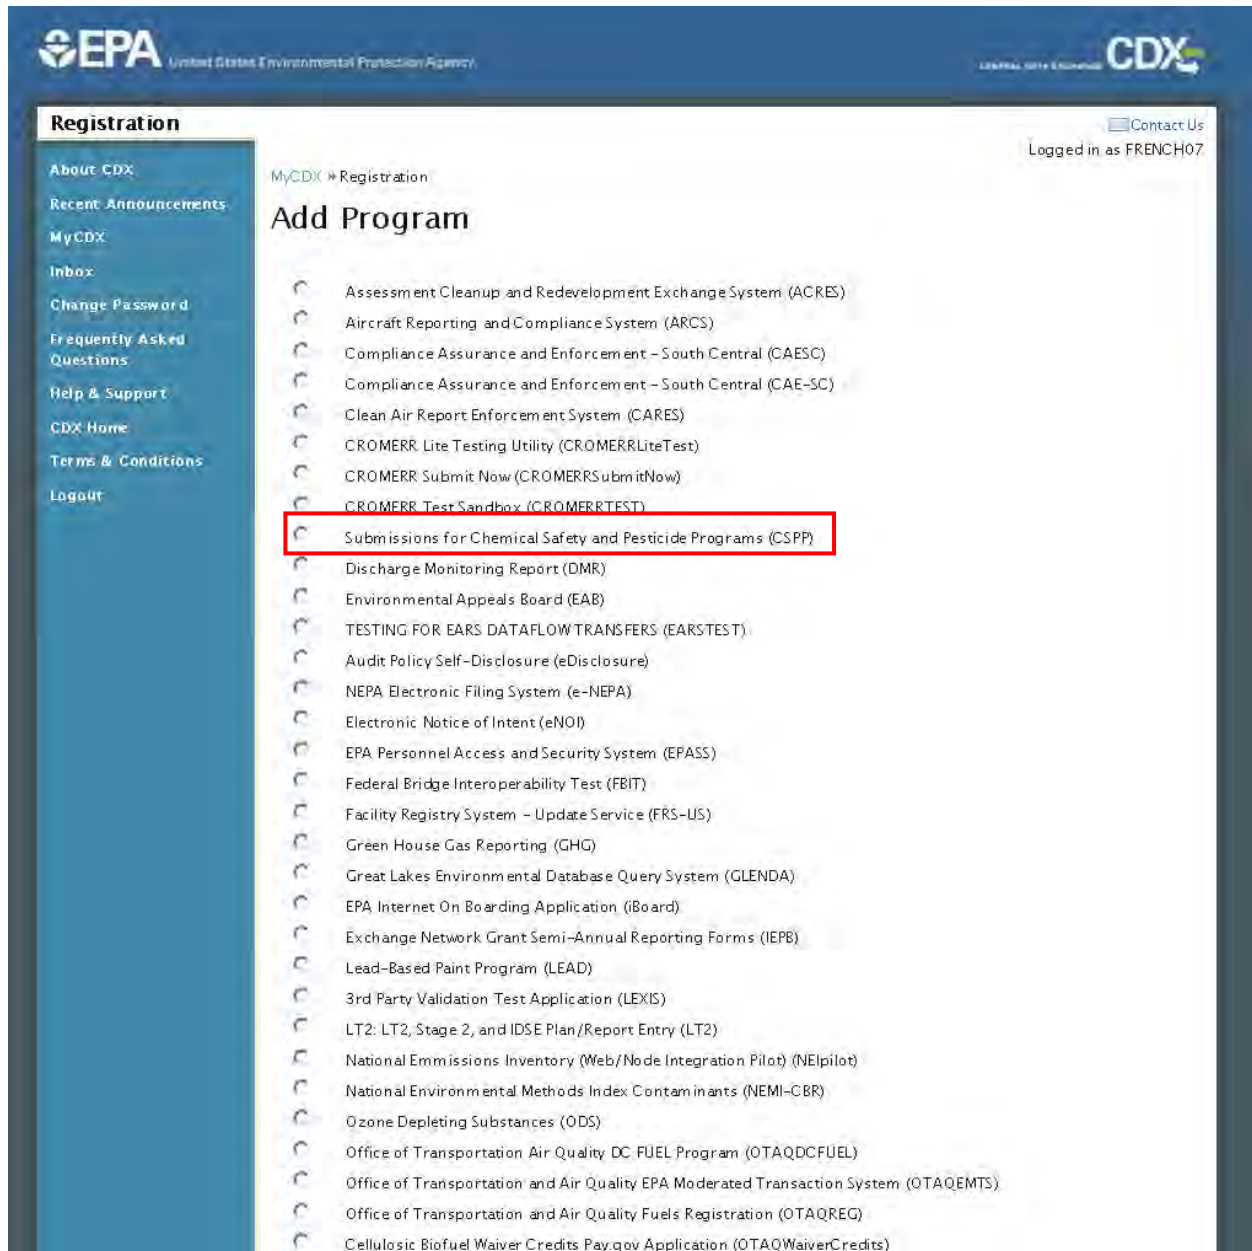 EPA United States Environmental Protection Agency
CDX
Registration
Contact Us
Logged in as FRENCH07
About CDX
Recent Announcements
MyCDX
Inbox
Change Password
Frequently Asked
Questions
Help & Support
CDX Home
Terms & Conditions
Logout
MyCDX » Registration
Add Program
Assessment Cleanup and Redevelopment Exchange System (ACRES)
Aircraft Reporting and Compliance System (ARCS)
Compliance Assurance and Enforcement - South Central (CAESC)
Compliance Assurance and Enforcement - South Central (CAE-SC)
Clean Air Report Enforcement System (CARES)
CROMERR Lite Testing Utility (CROMERRLiteTest)
CROMERR Submit Now (CROMERRSubmitNow)
CROMERR Test Sandbox (CROMERRTEST)
Submissions for Chemical Safety and Pesticide Programs (CSPP)
Discharge Monitoring Report (DMR)
Environmental Appeals Board (EAB)
TESTING FOR EARS DATAFLOW TRANSFERS (EARSTEST)
Audit Policy Self-Disclosure (eDisclosure)
NEPA Electronic Filing System (e-NEPA)
Electronic Notice of Intent (eNOI)
EPA Personnel Access and Security System (EPASS)
Federal Bridge Interoperability Test (FBIT)
Facility Registry System - Update Service (FRS-US)
Green House Gas Reporting (GHG)
Great Lakes Environmental Database Query System (GLENDA)
EPA Internet On Boarding Application (iBoard)
Exchange Network Grant Semi-Annual Reporting Forms (IEPB)
Lead-Based Paint Program (LEAD)
3rd Party Validation Test Application (LEXIS)
LT2: LT2, Stage 2, and IDSE Plan/Report Entry (LT2)
National Emmissions Inventory (Web/Node Integration Pilot) (NEIpilot)
National Environmental Methods Index Contaminants (NEMI-CBR)
Ozone Depleting Substances (ODS)
Office of Transportation Air Quality DC FUEL Program (OTAQDCFUEL)
Office of Transportation and Air Quality EPA Moderated Transaction System (OTAQEMTS)
Office of Transportation and Air Quality Fuels Registration (OTAQREG)
Cellulosic Biofuel Waiver Credits Pay.gov Application (OTAQWaiverCredits)